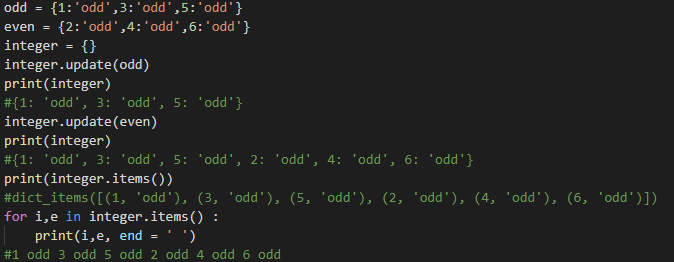 odd = {1:'odd',3:'odd',5:'odd'}
even = {2:'odd',4:'odd',6:'odd'}
integer = {}
integer.update(odd)
print(integer)
#{1: 'odd', 3: 'odd', 5: 'odd'}
integer.update(even)
print(integer)
#{1: 'odd', 3: 'odd', 5: 'odd', 2: 'odd', 4: 'odd', 6: 'odd'}
print(integer.items())
#dict_items([(1, 'odd'), (3, 'odd'), (5, 'odd'), (2, 'odd'), (4, 'odd'), (6, 'odd')])
for i,e in integer.items() :
    print(i,e, end = ' ')
#1 odd 3 odd 5 odd 2 odd 4 odd 6 odd